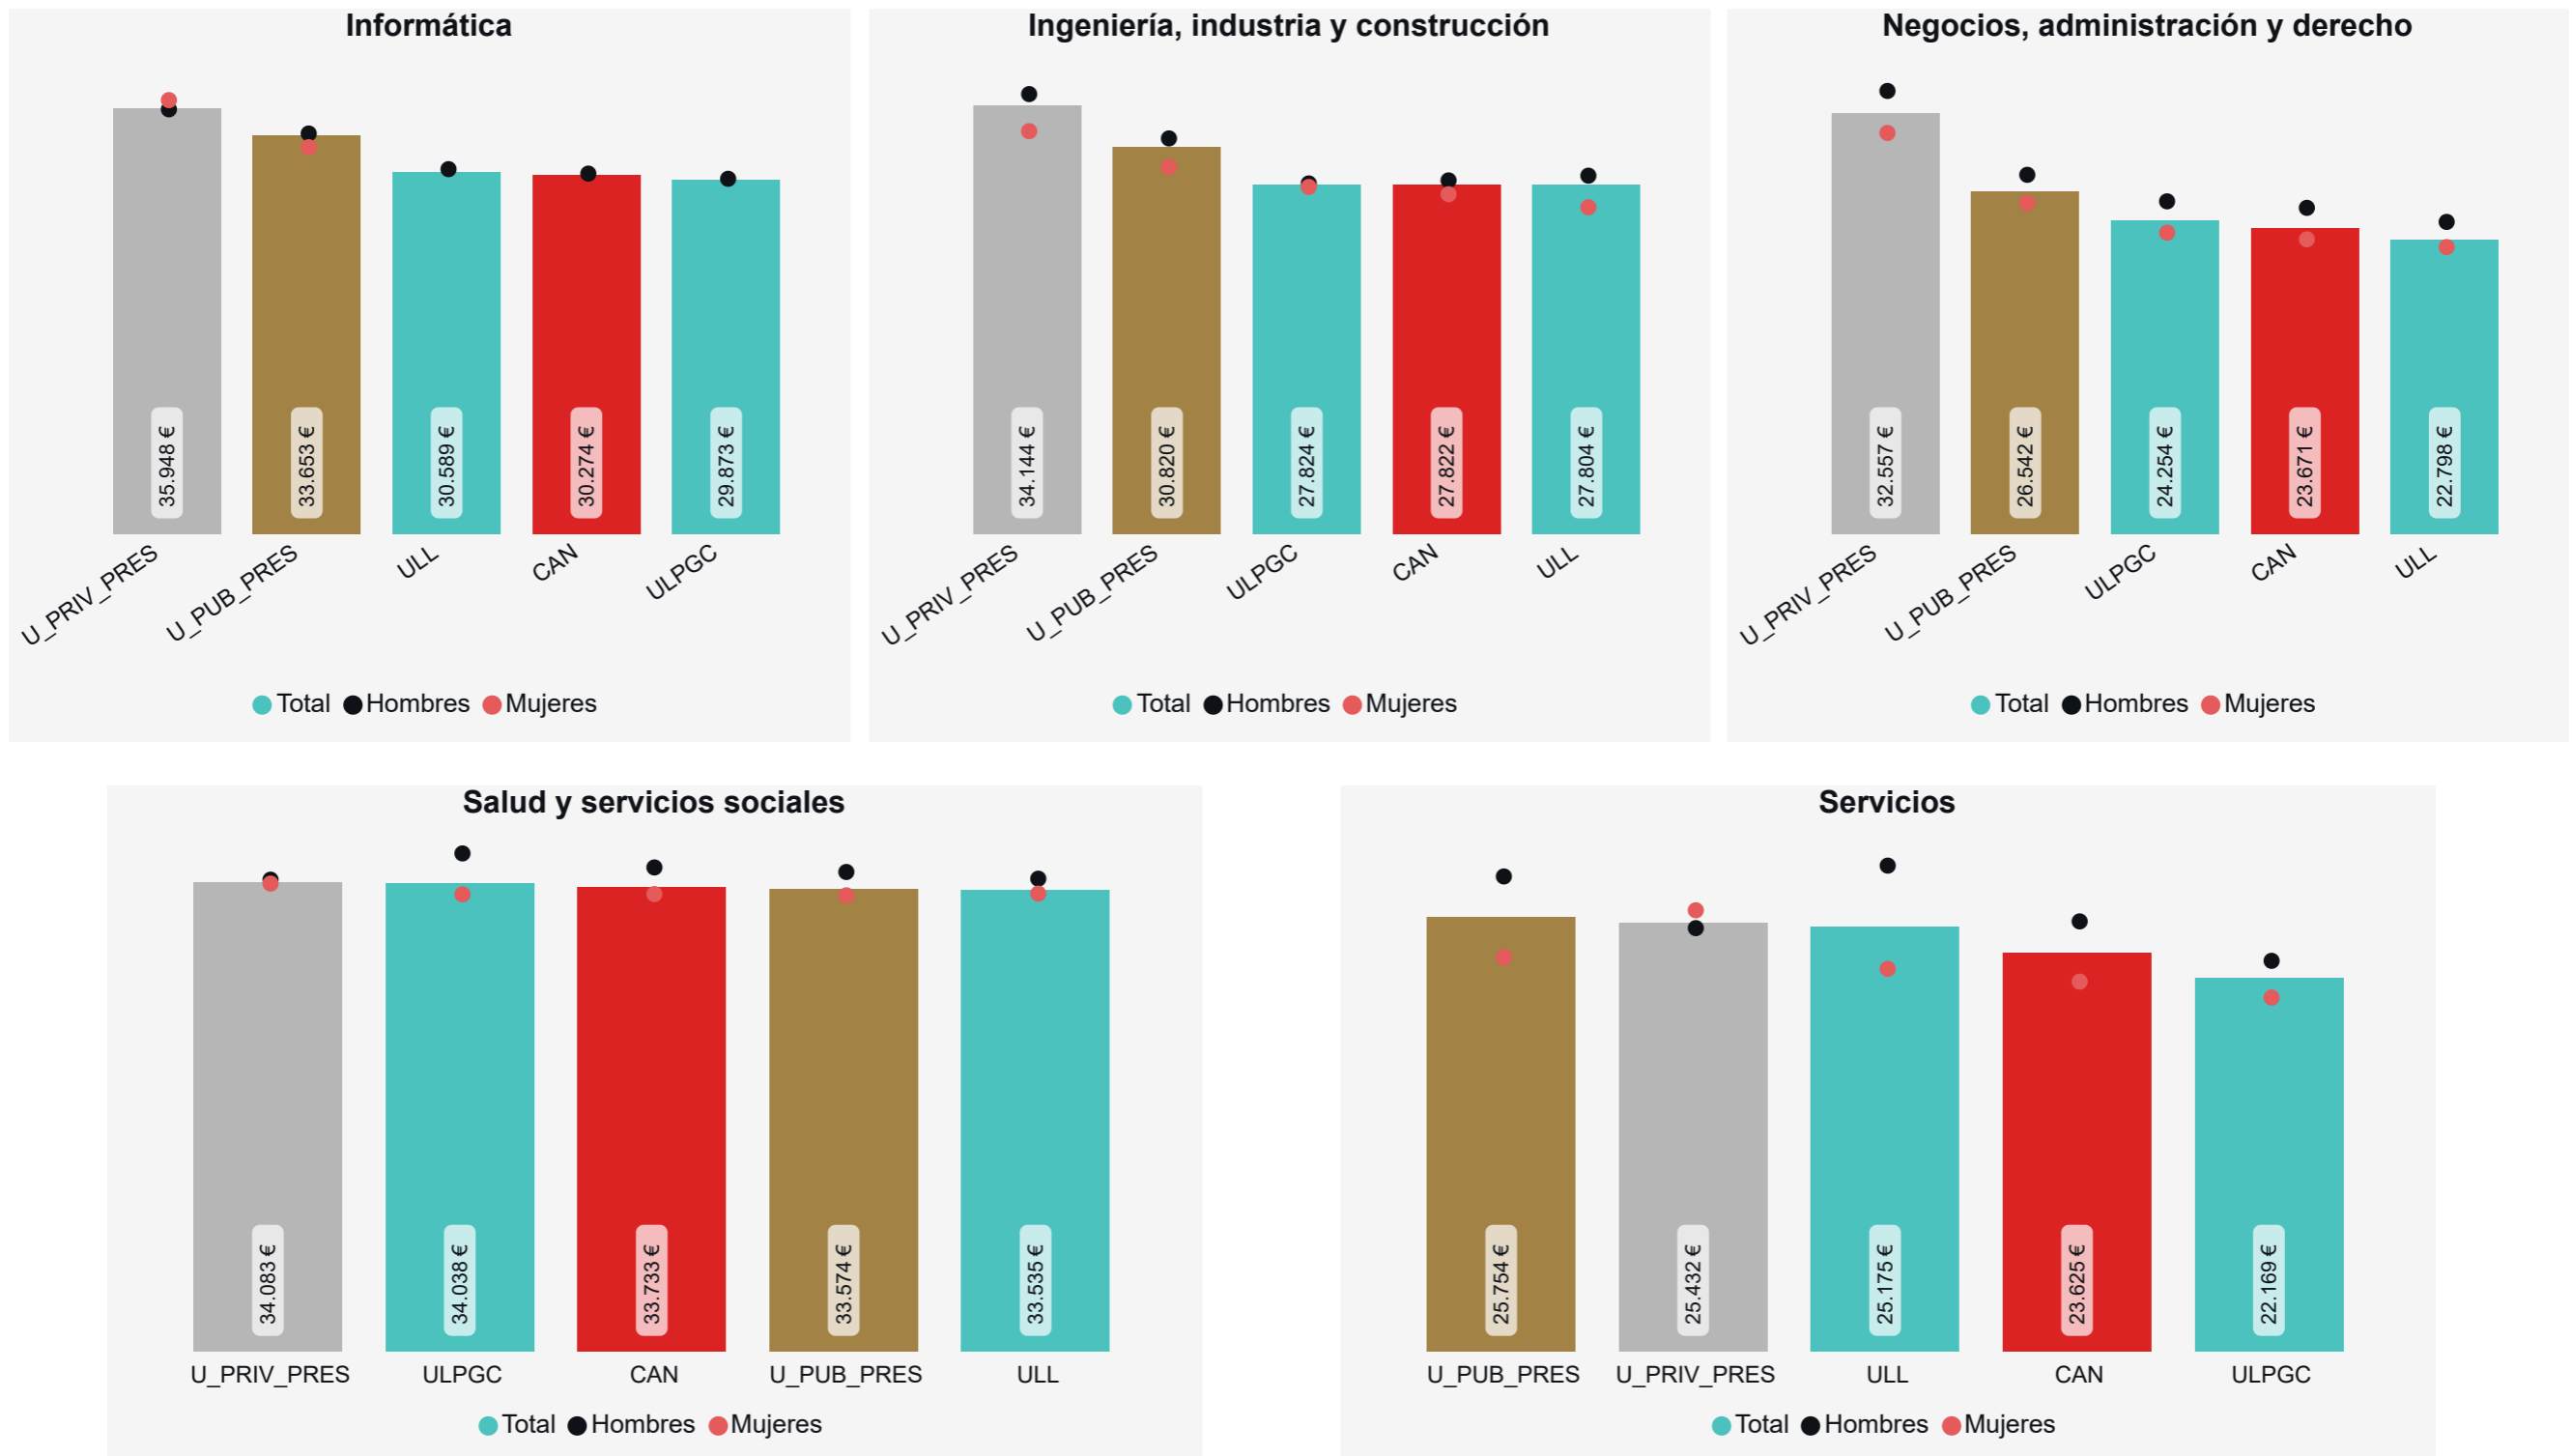 Informática
35.948 €
33.653 €
30.589 €
30.274 €
29.873 €
U_PRIV_PRES
U_PUB_PRES
ULL
CAN
ULPGC
Total Hombres Mujeres
Ingeniería, industria y construcción
34.144 €
30.820 €
27.824 €
27.822 €
27.804 €
U_PRIV_PRES
U_PUB_PRES
ULPGC
CAN
ULL
Total Hombres Mujeres
Negocios, administración y derecho
32.557 €
26.542 €
24.254 €
23.671 €
22.798 €
U_PRIV_PRES
U_PUB_PRES
ULPGC
CAN
ULL
Total Hombres Mujeres
Salud y servicios sociales
34.083 €
34.038 €
33.733 €
33.574 €
33.535 €
U_PRIV_PRES
ULPGC
CAN
U_PUB_PRES
ULL
Total Hombres Mujeres
Servicios
25.754 €
25.432 €
25.175 €
23.625 €
22.169 €
U_PUB_PRES
U_PRIV_PRES
ULL
CAN
ULPGC
Total Hombres Mujeres